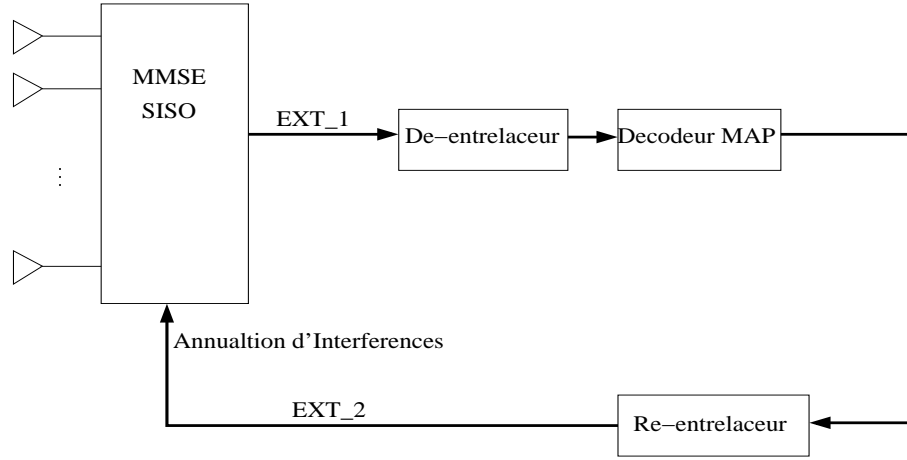 MMSE
SISO
EXT_1
De-entrelaceur
Decodeur MAP
...
Annualtion d'Interferences
EXT_2
Re-entrelaceur